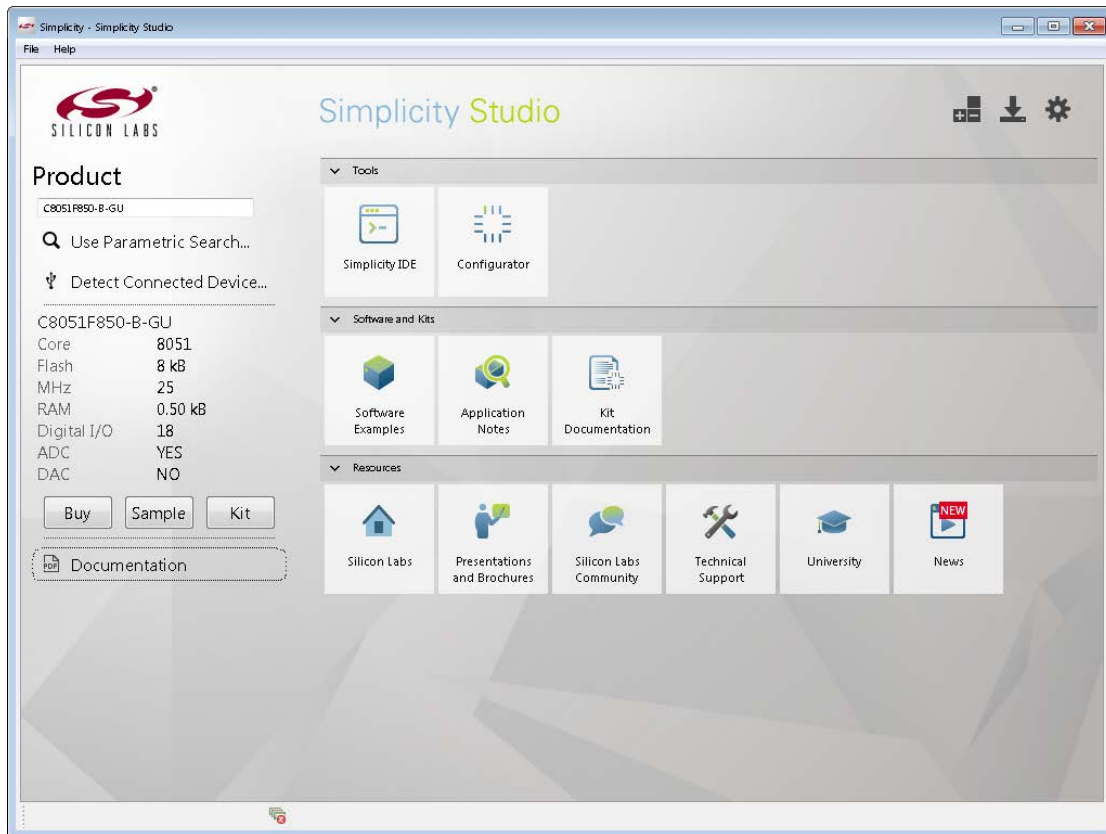 Simplicity - Simplicity Studio
File Help
SILICON LABS
Simplicity Studio
Product
C8051F850-B-GU
Use Parametric Search...
Detect Connected Device...
C8051F850-B-GU
Core 8051
Flash 8 kB
MHz 25
RAM 0.50 kB
Digital I/O 18
ADC YES
DAC NO
Buy Sample Kit
PDF Documentation
Tools
Simplicity IDE
Configurator
Software and Kits
Software
Examples
Application
Notes
Kit
Documentation
Resources
Silicon Labs
Presentations
and Brochures
Silicon Labs
Community
Technical
Support
University
NEW
News